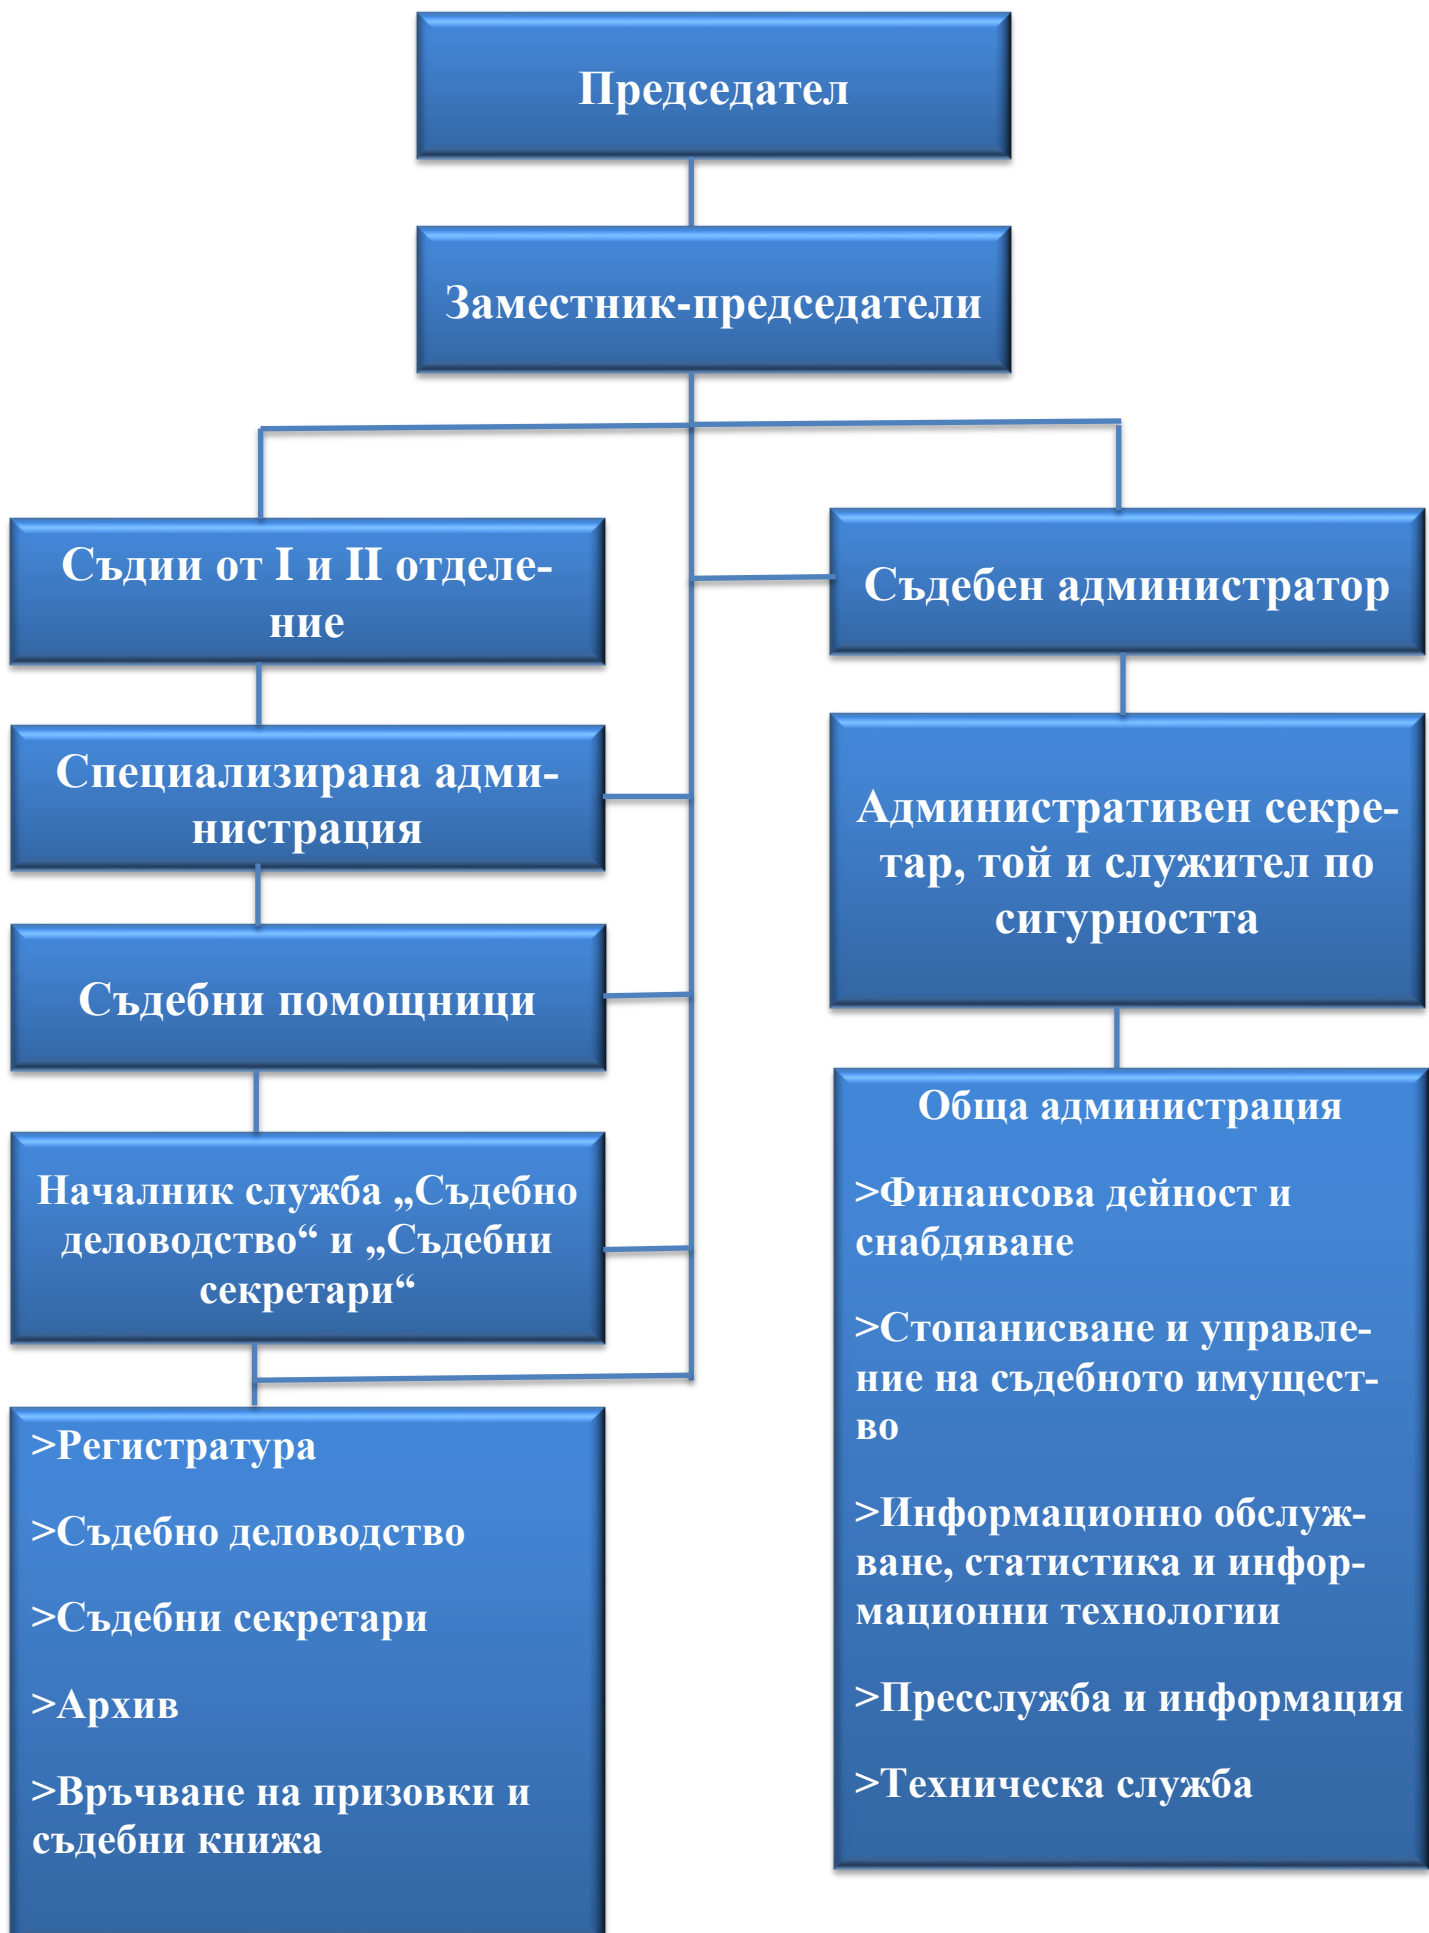 Председател
Заместник-председатели
Съдии от I и II отделе-
ние
Съдебен администратор
Специализирана адми-
нистрация
Административен секре-
тар, той и служител по
сигурността
Съдебни помощници
Началник служба „Съдебно
деловодство“ и „Съдебни
секретари“
>Регистратура
>Съдебно деловодство
>Съдебни секретари
>Архив
>Връчване на призовки и
съдебни книжа
Обща администрация
>Финансова дейност и
снабдяване
>Стопанисване и управле-
ние на съдебното имущест-
во
>Информационно обслуж-
ване, статистика и инфор-
мационни технологии
>Пресслужба и информация
>Техническа служба